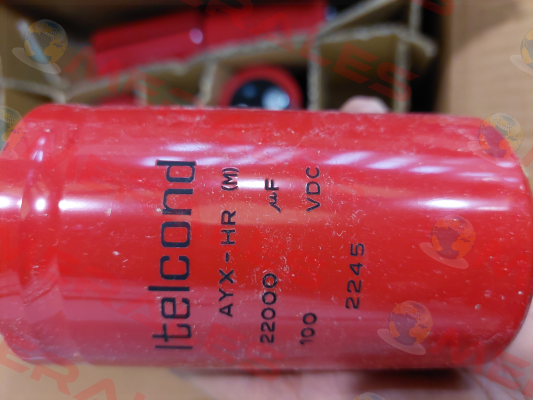 itelcond
AYX-HR (M)
22000 µF
100 VDC
2245